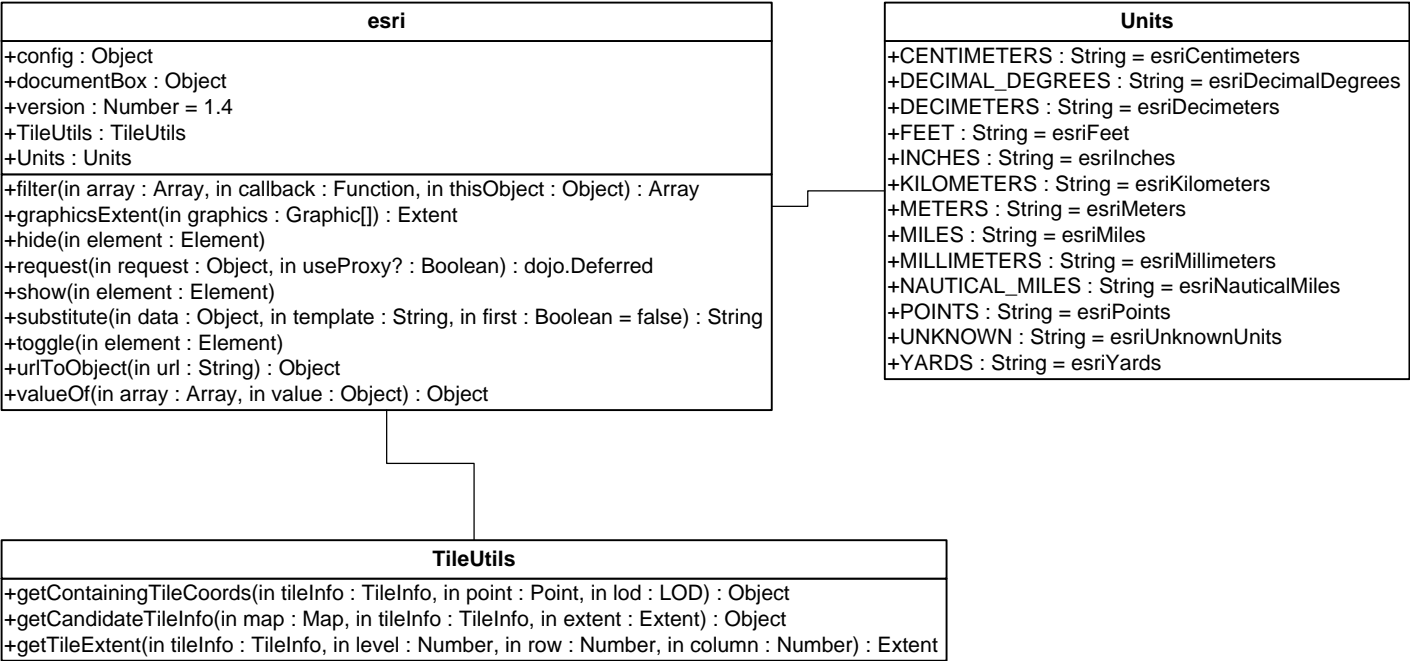 esri
+config : Object
+documentBox : Object
+version : Number = 1.4
+TileUtils : TileUtils
+Units : Units
+filter(in array : Array, in callback : Function, in thisObject : Object) : Array
+graphicsExtent(in graphics : Graphic[]) : Extent
+hide(in element : Element)
+request(in request : Object, in useProxy? : Boolean) : dojo.Deferred
+show(in element : Element)
+substitute(in data : Object, in template : String, in first : Boolean = false) : String
+toggle(in element : Element)
+urlToObject(in url : String) : Object
+valueOf(in array : Array, in value : Object) : Object
Units
+CENTIMETERS : String = esriCentimeters
+DECIMAL_DEGREES : String = esriDecimalDegrees
+DECIMETERS : String = esriDecimeters
+FEET : String = esriFeet
+INCHES : String = esriInches
+KILOMETERS : String = esriKilometers
+METERS : String = esriMeters
+MILES : String = esriMiles
+MILLIMETERS : String = esriMillimeters
+NAUTICAL_MILES : String = esriNauticalMiles
+POINTS : String = esriPoints
+UNKNOWN : String = esriUnknownUnits
+YARDS : String = esriYards
TileUtils
+getContainingTileCoords(in tileInfo : TileInfo, in point : Point, in lod : LOD) : Object
+getCandidateTileInfo(in map : Map, in tileInfo : TileInfo, in extent : Extent) : Object
+getTileExtent(in tileInfo : TileInfo, in level : Number, in row : Number, in column : Number) : Extent